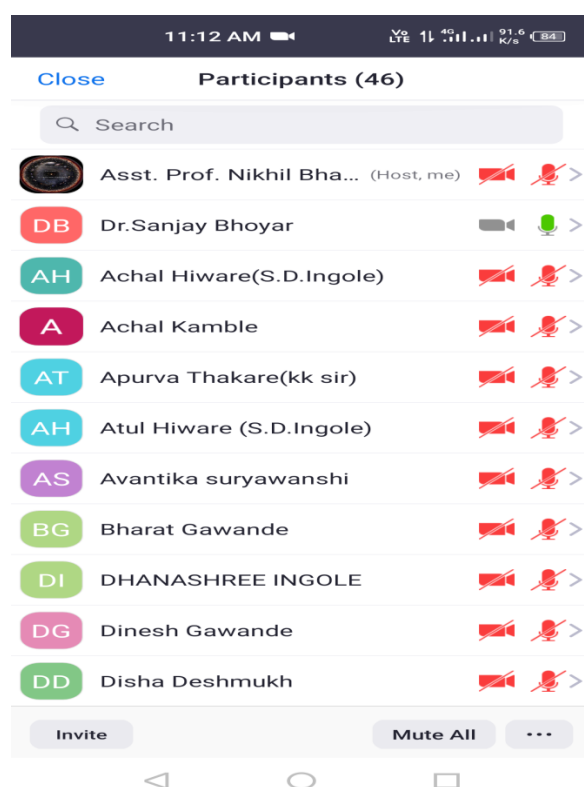 11:12 AM VoLTE 4G 91.6 K/s 84
Close Participants (46)
Search
Asst. Prof. Nikhil Bha... (Host, me)
DB Dr.Sanjay Bhoyar
AH Achal Hiware(S.D.Ingole)
A Achal Kamble
AT Apurva Thakare(kk sir)
AH Atul Hiware (S.D.Ingole)
AS Avantika suryawanshi
BG Bharat Gawande
DI DHANASHREE INGOLE
DG Dinesh Gawande
DD Disha Deshmukh
Invite Mute All ...